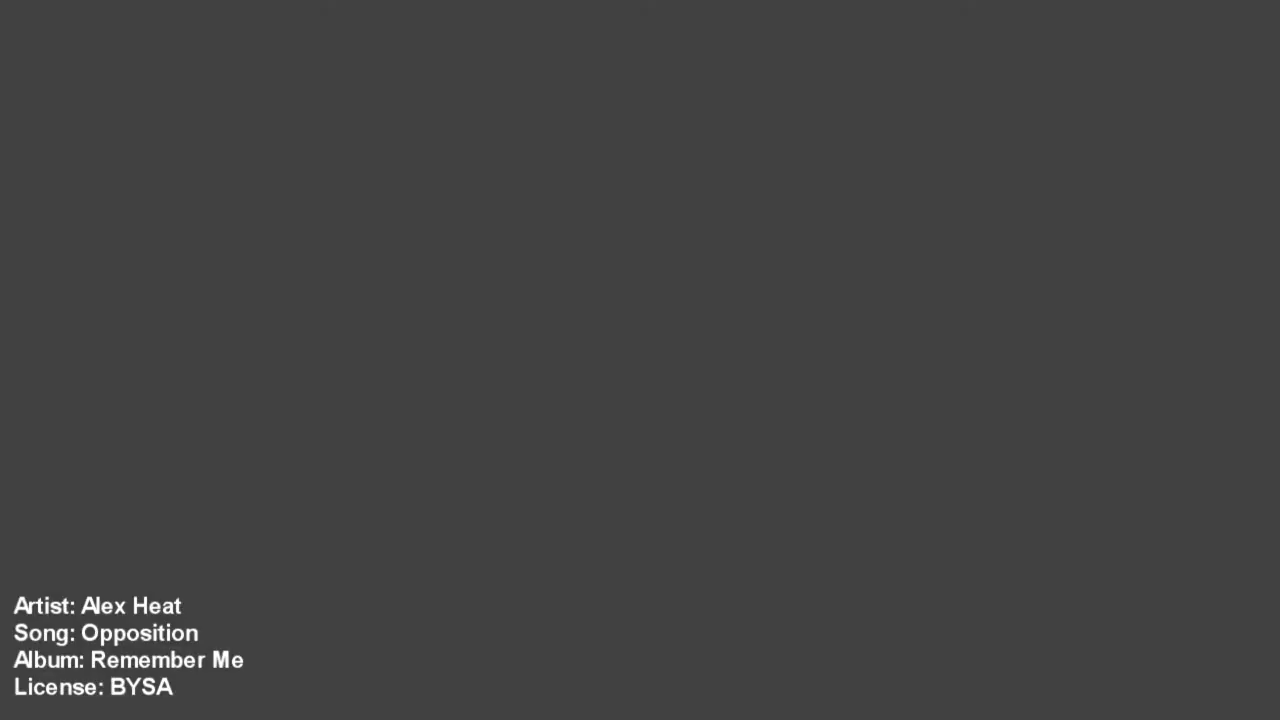 Artist: Alex Heat
Song: Opposition
Album: Remember Me
License: BYSA